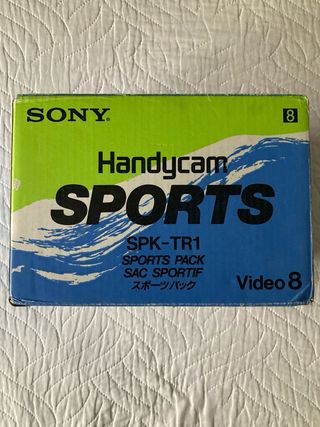 SONY®
8
Handycam
SPORTS
SPK-TR1
SPORTS PACK
SAC SPORTIF
スポーツパック
Video 8